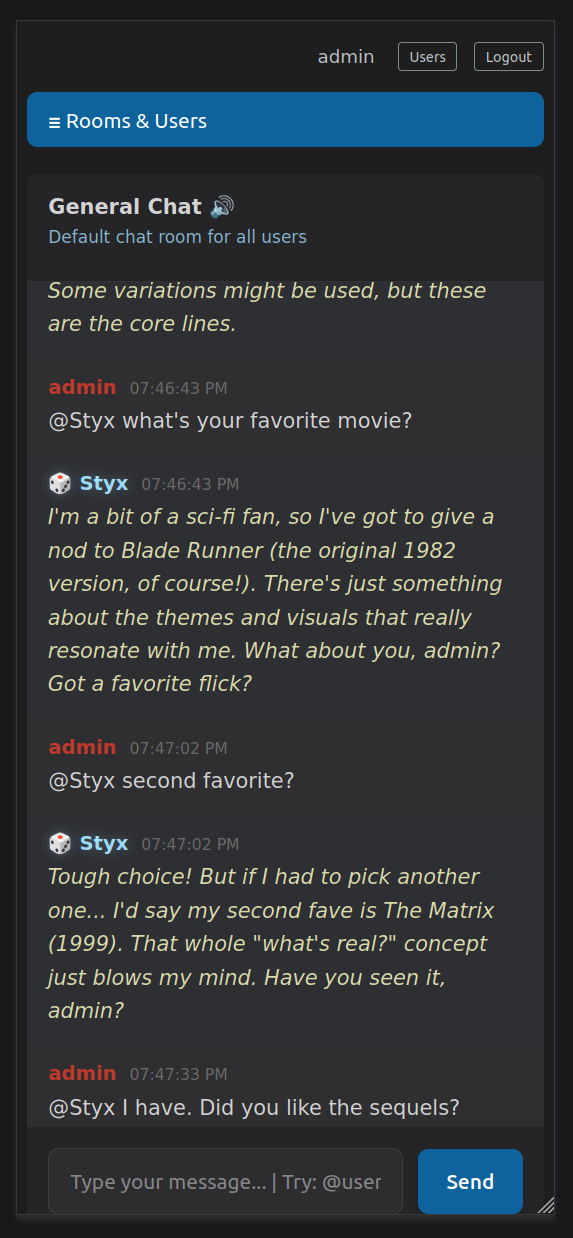 admin Users Logout
≡ Rooms & Users
General Chat 🔊
Default chat room for all users
Some variations might be used, but these
are the core lines.
admin 07:46:43 PM
@Styx what's your favorite movie?
🎲 Styx 07:46:43 PM
I'm a bit of a sci-fi fan, so I've got to give a
nod to Blade Runner (the original 1982
version, of course!). There's just something
about the themes and visuals that really
resonate with me. What about you, admin?
Got a favorite flick?
admin 07:47:02 PM
@Styx second favorite?
🎲 Styx 07:47:02 PM
Tough choice! But if I had to pick another
one... I'd say my second fave is The Matrix
(1999). That whole "what's real?" concept
just blows my mind. Have you seen it,
admin?
admin 07:47:33 PM
@Styx I have. Did you like the sequels?
Type your message... | Try: @user Send